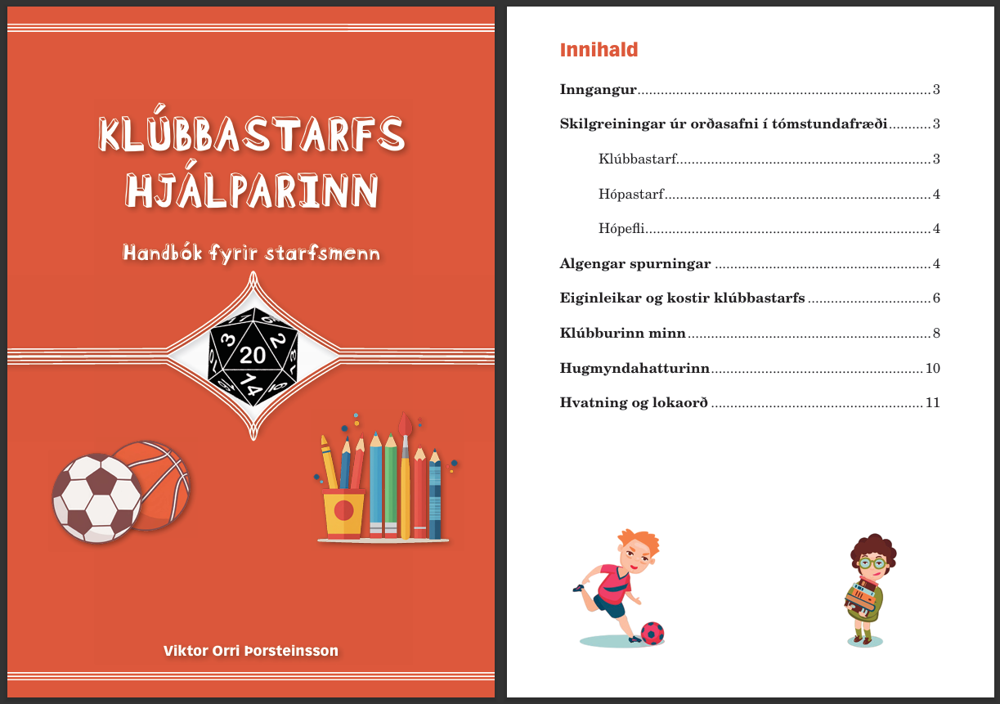 KLÚBBASTARFS
HJÁLPARINN
Handbók fyrir starfsmenn
3
2
20
14
Viktor Orri Þorsteinsson
Innihald
Inngangur....................3
Skilgreiningar úr orðasafni í tómstundafræði..........3
Klúbbastarf....................3
Hópastarf....................4
Hópefli....................4
Algengar spurningar ....................4
Eiginleikar og kostir klúbbastarfs ....................6
Klúbburinn minn....................8
Hugmyndahatturinn....................10
Hvatning og lokaorð ....................11